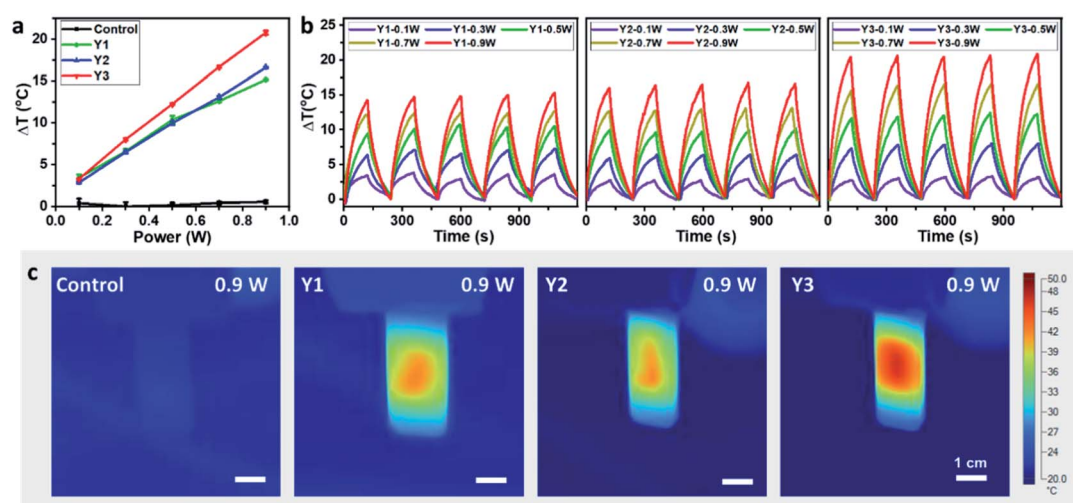 a
Control
Y1
Y2
Y3
ΔT (°C)
20
15
10
5
0
0.0 0.2 0.4 0.6 0.8 1.0
Power (W)
b
Y1-0.1W Y1-0.3W Y1-0.5W
Y1-0.7W Y1-0.9W
Y2-0.1W Y2-0.3W Y2-0.5W
Y2-0.7W Y2-0.9W
Y3-0.1W Y3-0.3W Y3-0.5W
Y3-0.7W Y3-0.9W
ΔT(°C)
25
20
15
10
5
0
0 300 600 900
0 300 600 900
0 300 600 900
Time (s)
Time (s)
Time (s)
c
Control 0.9 W
Y1 0.9 W
Y2 0.9 W
Y3 0.9 W
1 cm
50.0
48
45
42
39
36
33
30
27
24
20.0
°C